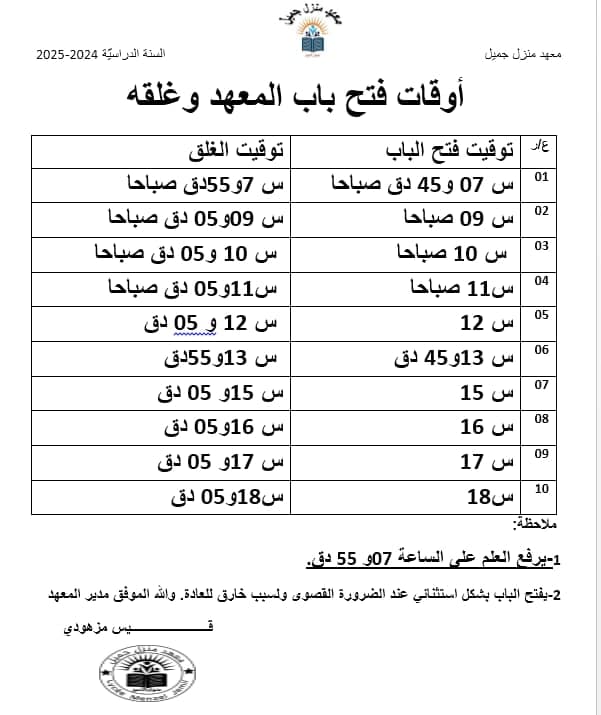 معهد منزل جميل
معهد منزل جميل
السنة الدراسيّة 2024-2025
أوقات فتح باب المعهد وغلقه
ع/ر توقيت فتح الباب توقيت الغلق
01 س 07 و45 دق صباحا س 7و55دق صباحا
02 س 09 صباحا س 09و05 دق صباحا
03 س 10 صباحا س 10 و05 دق صباحا
04 س11 صباحا س11و05 دق صباحا
05 س 12 س 12 و 05 دق
06 س 13و45 دق س 13و55دق
07 س 15 س 15و 05 دق
08 س 16 س 16و05 دق
09 س 17 س 17و 05 دق
10 س18 س18و05 دق
ملاحظة:
1-يرفع العلم على الساعة 07و 55 دق.
2-يفتح الباب بشكل استثنائي عند الضرورة القصوى ولسبب خارق للعادة. والله الموفق مدير المعهد
قـــــــــيس مزهودي
معهد منزل جميل
Lycée Menzel Jemil